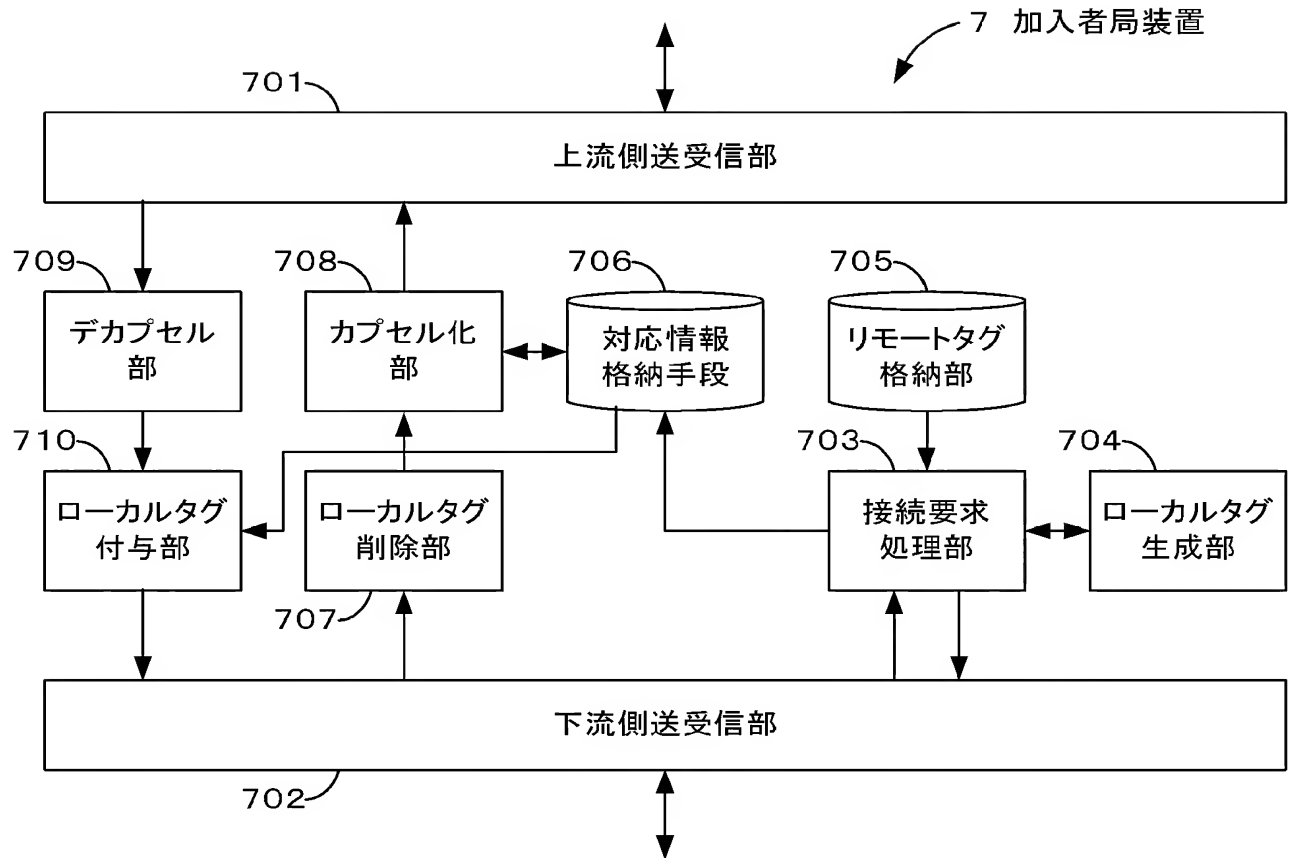 7 加入者局装置
701
上流側送受信部
709
デカプセル
部
708
カプセル化
部
706
対応情報
格納手段
705
リモートタグ
格納部
710
ローカルタグ
付与部
ローカルタグ
削除部
707
703
接続要求
処理部
704
ローカルタグ
生成部
下流側送受信部
702